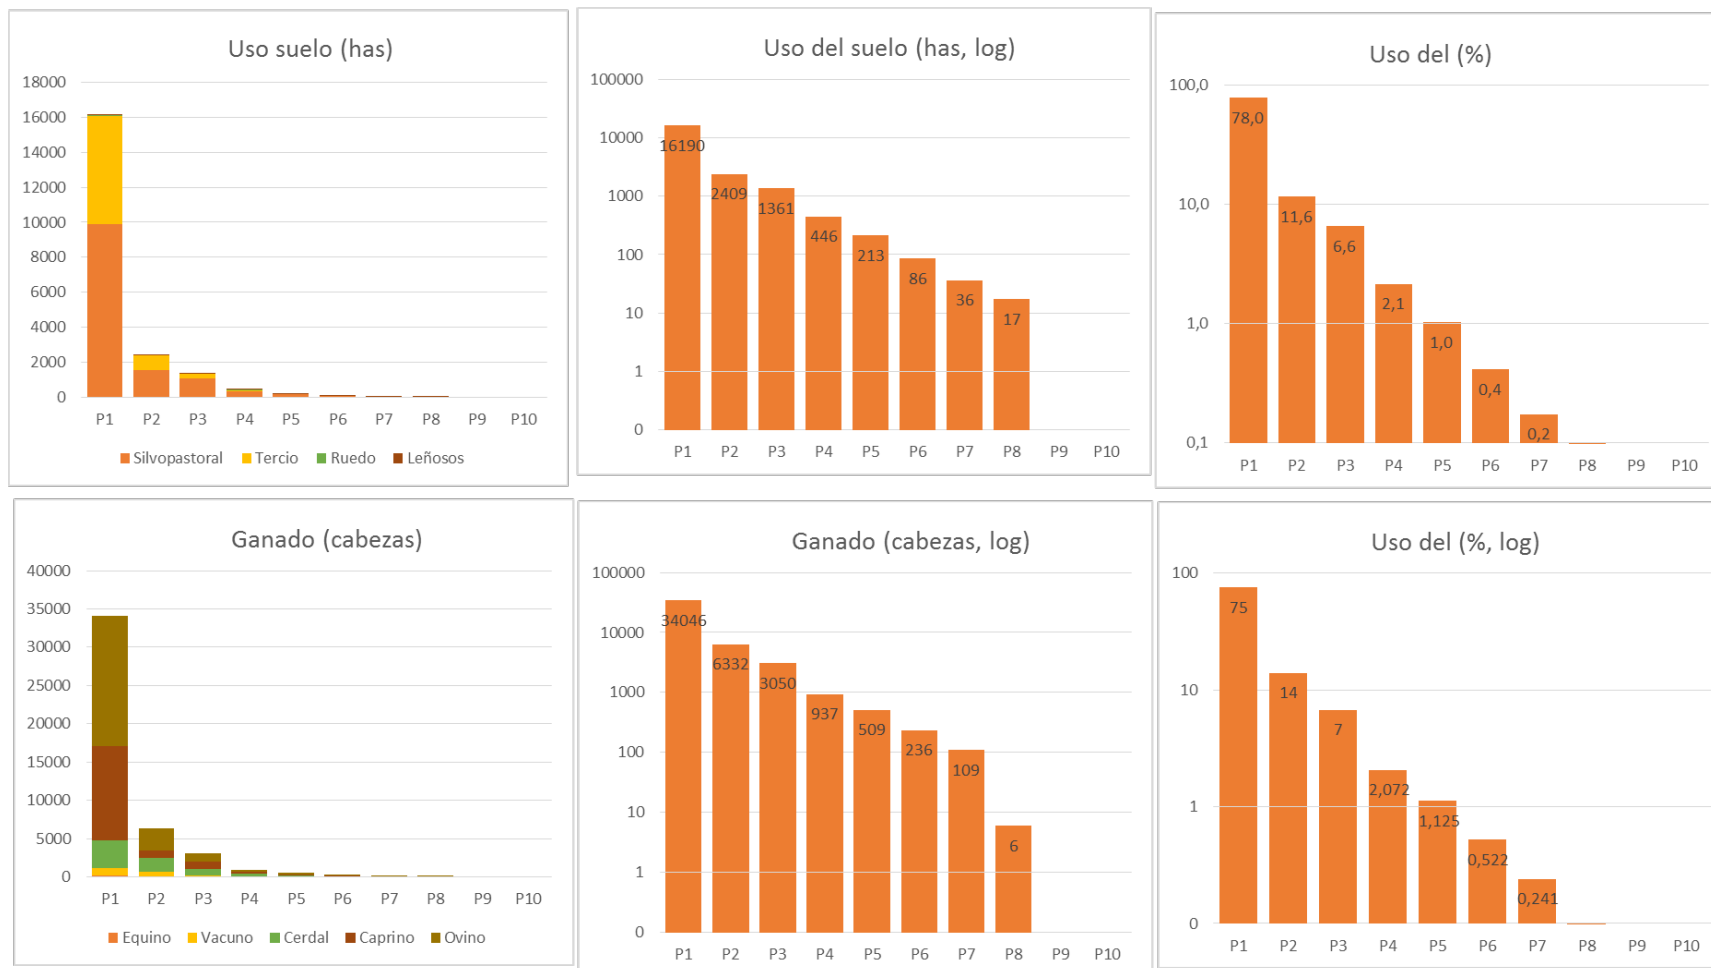 Uso suelo (has)
18000
16000
14000
12000
10000
8000
6000
4000
2000
0
P1 P2 P3 P4 P5 P6 P7 P8 P9 P10
Silvopastoral Tercio Ruedo Leñosos
Uso del suelo (has, log)
100000
10000
1000
100
10
1
0
16190 2409 1361 446 213 86 36 17
P1 P2 P3 P4 P5 P6 P7 P8 P9 P10
Uso del (%)
100,0
10,0
1,0
0,1
78,0 11,6 6,6 2,1 1,0 0,4 0,2
P1 P2 P3 P4 P5 P6 P7 P8 P9 P10
Ganado (cabezas)
40000
35000
30000
25000
20000
15000
10000
5000
0
P1 P2 P3 P4 P5 P6 P7 P8 P9 P10
Equino Vacuno Cerdal Caprino Ovino
Ganado (cabezas, log)
100000
10000
1000
100
10
1
0
34046 6332 3050 937 509 236 109 6
P1 P2 P3 P4 P5 P6 P7 P8 P9 P10
Uso del (%, log)
100
10
1
0
75 14 7 2,072 1,125 0,522 0,241
P1 P2 P3 P4 P5 P6 P7 P8 P9 P10